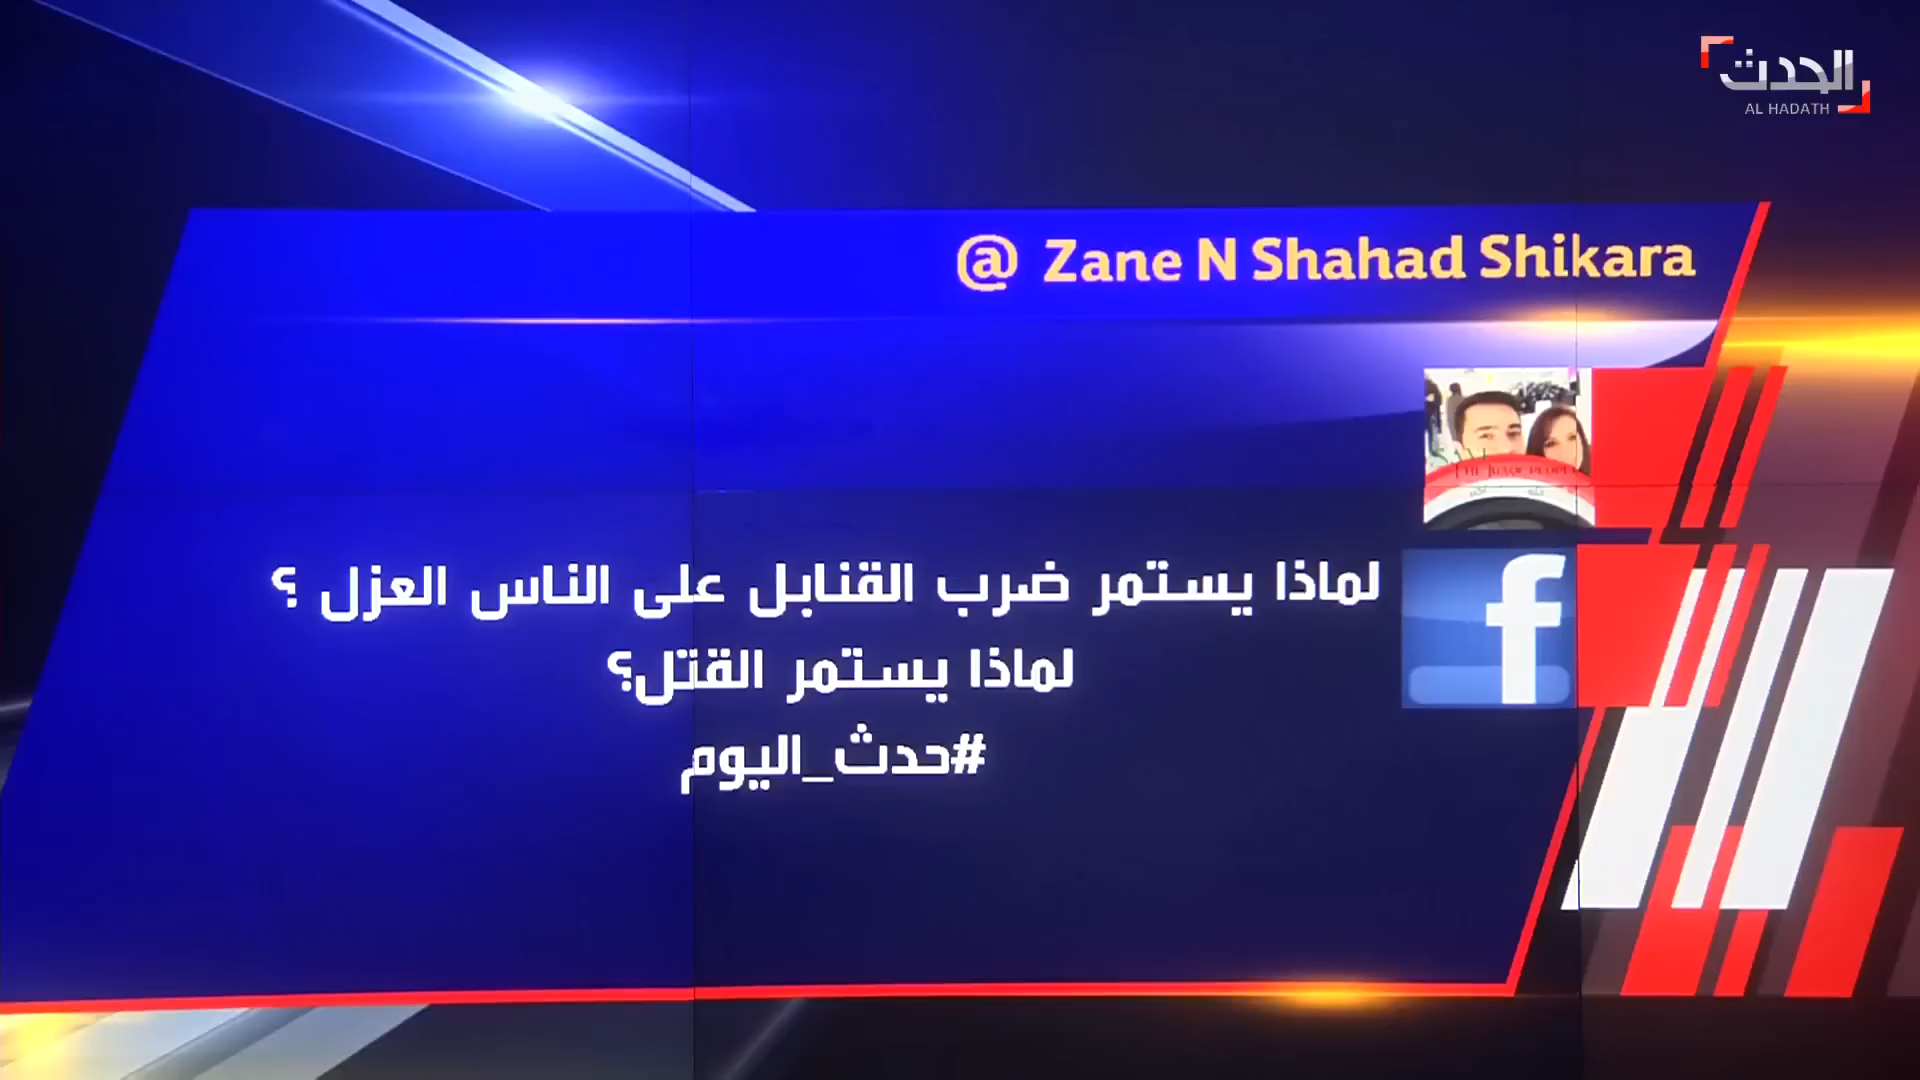 الحدث
AL HADATH
@ Zane N Shahad Shikara
لماذا يستمر ضرب القنابل على الناس العزل ؟
لماذا يستمر القتل؟
#حدث_اليوم
f